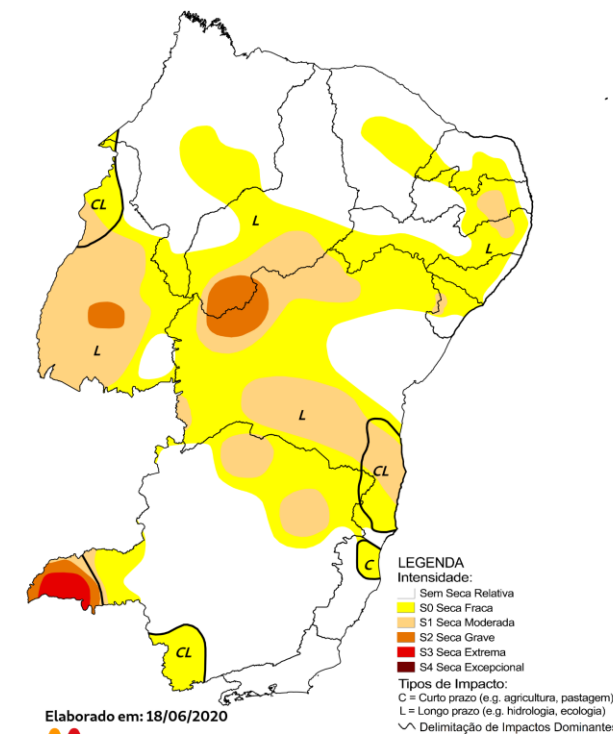 CL
L
L
L
L
CL
C
CL
LEGENDA
Intensidade:
Sem Seca Relativa
S0 Seca Fraca
S1 Seca Moderada
S2 Seca Grave
S3 Seca Extrema
S4 Seca Excepcional
Tipos de Impacto:
C = Curto prazo (e.g. agricultura, pastagem)
L = Longo prazo (e.g. hidrologia, ecologia)
Delimitação de Impactos Dominantes
Elaborado em: 18/06/2020